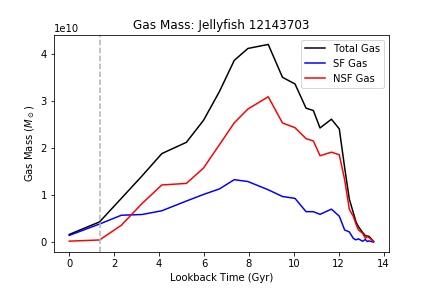 Gas Mass: Jellyfish 12143703
1e10
Total Gas
SF Gas
NSF Gas
Gas Mass (M⊙)
4
3
2
1
0
0 2 4 6 8 10 12 14
Lookback Time (Gyr)